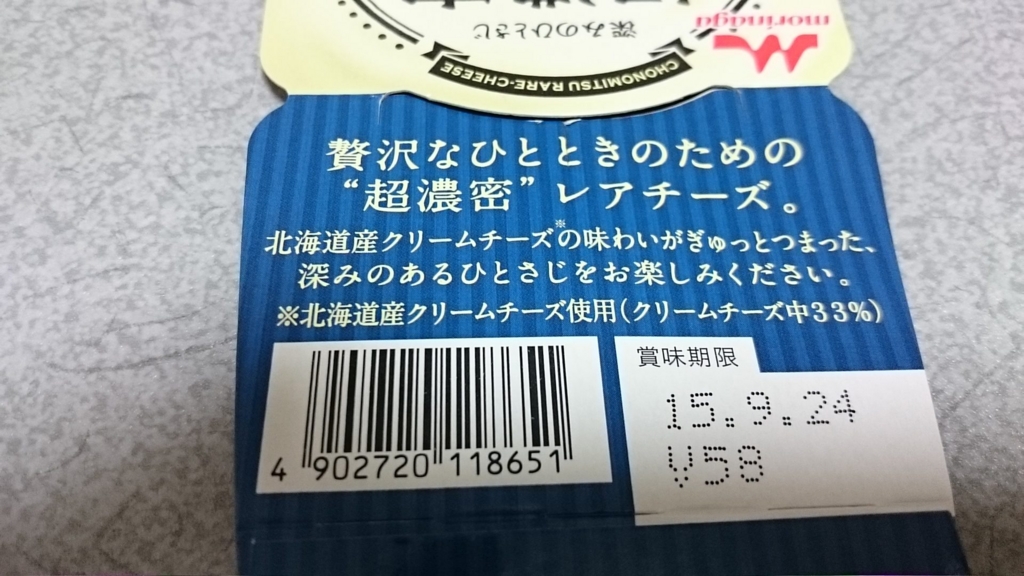 morinaga
深みのひとさじ
CHONOMITSU RARE-CHEESE
贅沢なひとときのための
“超濃密”レアチーズ。
北海道産クリームチーズ※の味わいがぎゅっとつまった、
深みのあるひとさじをお楽しみください。
※北海道産クリームチーズ使用(クリームチーズ中33%)
賞味期限
15.9.24
V58
4 902720 118651